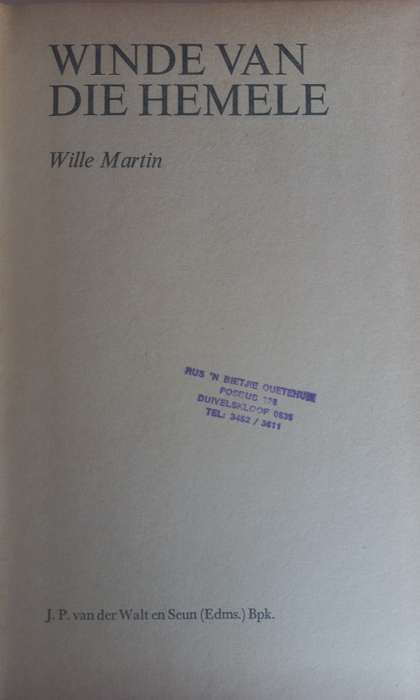 WINDE VAN
DIE HEMELE
Wille Martin
RUS 'N BIETJIE OUETEHUIS
POSBUS
DUIVELSKLOOF 0835
TEL: 3452 / 3611
J. P. van der Walt en Seun (Edms.) Bpk.